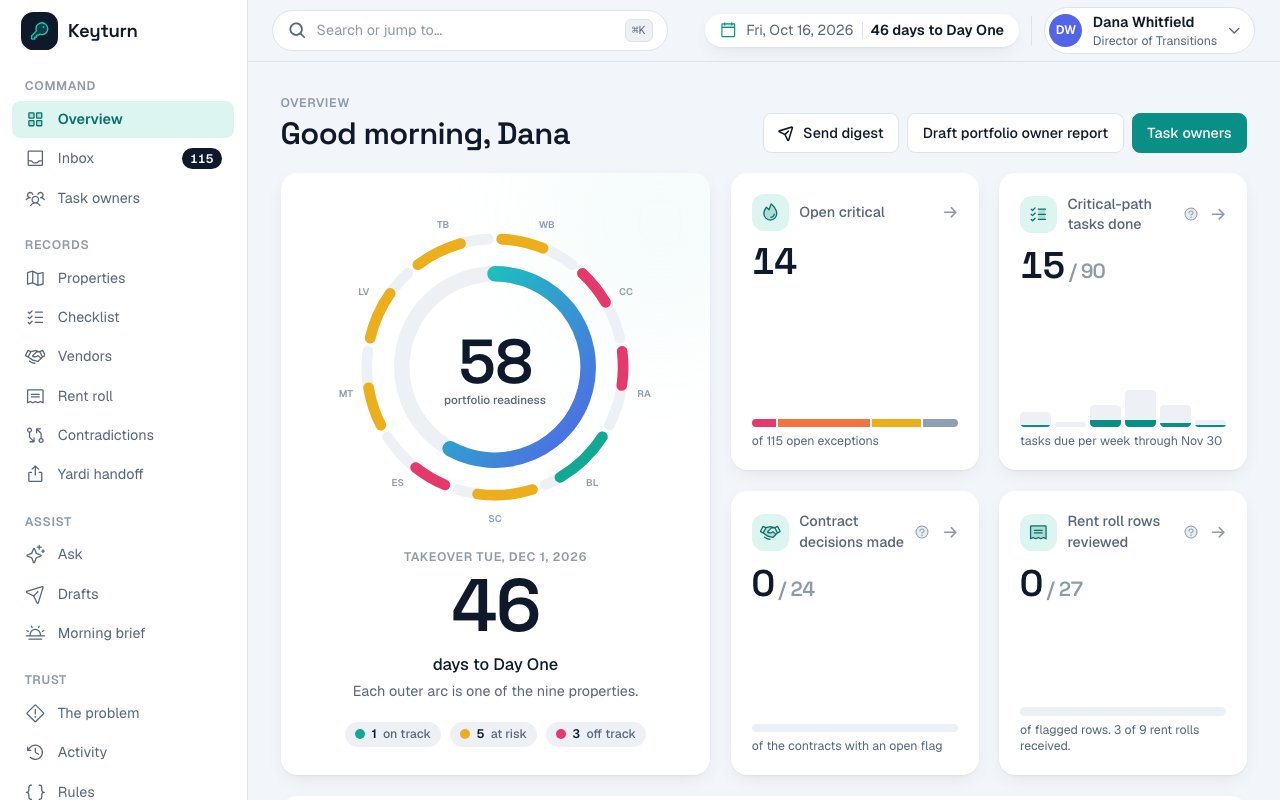 Keyturn
Search or jump to...
⌘K
Fri, Oct 16, 2026
46 days to Day One
DW
Dana Whitfield
Director of Transitions
COMMAND
Overview
Inbox
115
Task owners
RECORDS
Properties
Checklist
Vendors
Rent roll
Contradictions
Yardi handoff
ASSIST
Ask
Drafts
Morning brief
TRUST
The problem
Activity
Rules
OVERVIEW
Good morning, Dana
Send digest
Draft portfolio owner report
Task owners
TB
WB
LV
CC
MT
RA
ES
BL
SC
58
portfolio readiness
TAKEOVER TUE, DEC 1, 2026
46
days to Day One
Each outer arc is one of the nine properties.
1 on track
5 at risk
3 off track
Open critical
14
of 115 open exceptions
Critical-path
tasks done
?
15 / 90
tasks due per week through Nov 30
Contract
decisions made
?
0 / 24
of the contracts with an open flag
Rent roll rows
reviewed
?
0 / 27
of flagged rows. 3 of 9 rent rolls
received.